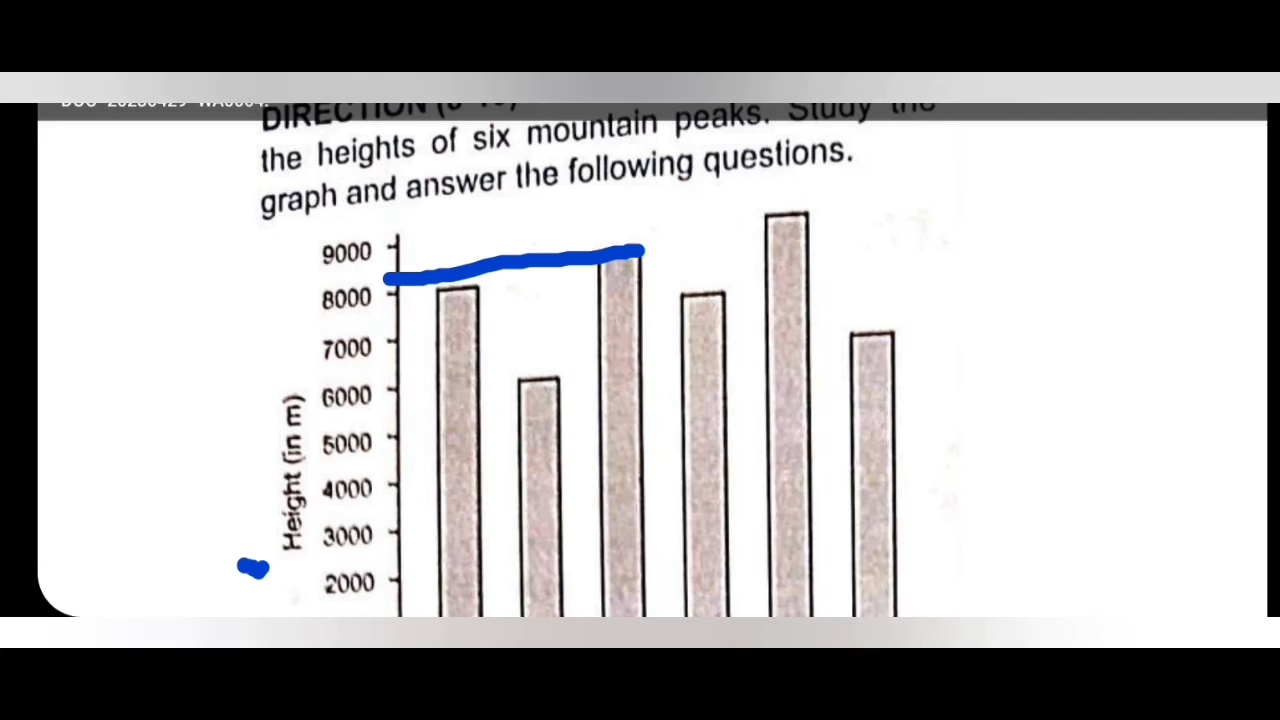 DIRECTION
the heights of six mountain peaks. Study the
graph and answer the following questions.
9000
8000
7000
6000
5000
4000
3000
2000
Height (in m)